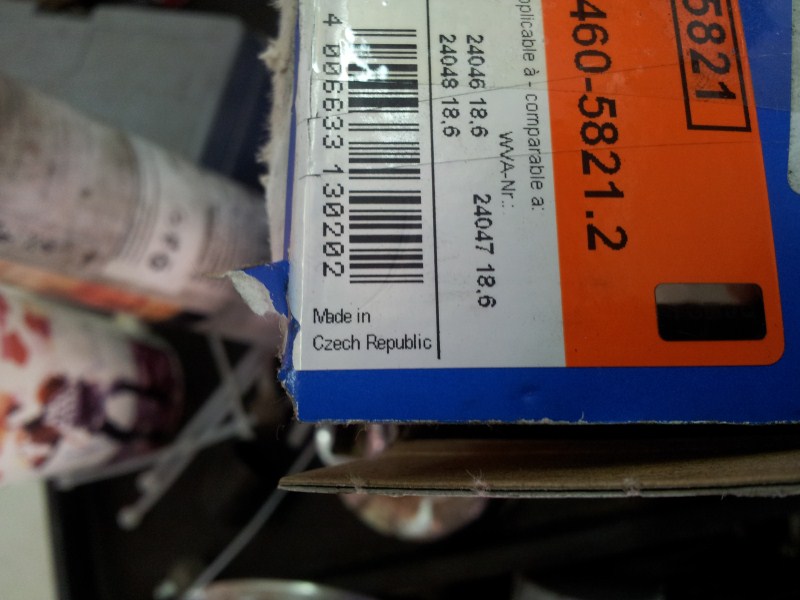 5821
460-5821.2
applicable à - comparable a:
WVA-Nr.:
24046 18,6 24047 18,6
24048 18,6
4 006633 130202
Made in
Czech Republic